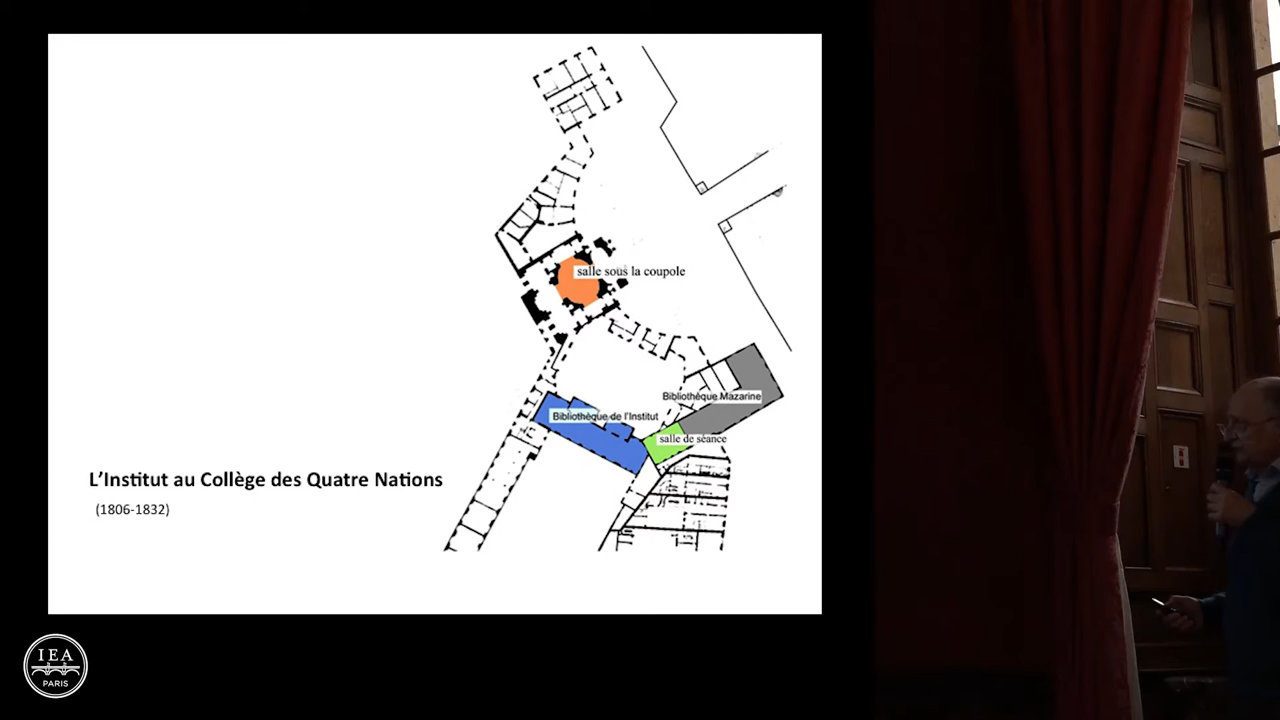 salle sous la coupole
Bibliothéque Mazarine
Bibliothèque de l'Institut
salle de séance
L'Institut au Collège des Quatre Nations
(1806-1832)
IEA
PARIS